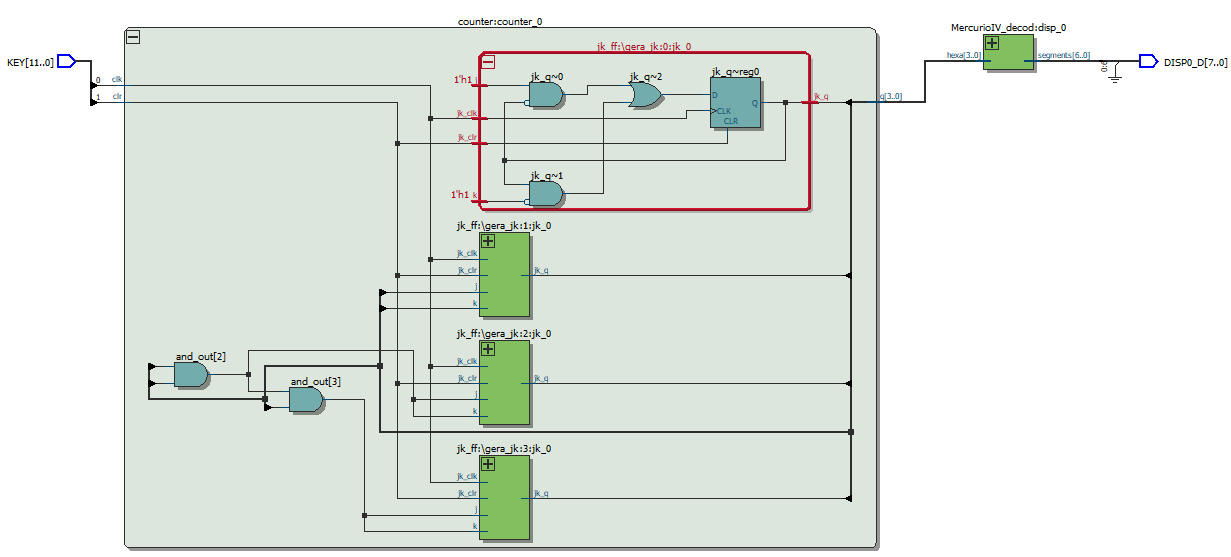 counter:counter_0
MercurioIV_decod:disp_0
KEY[11..0]
0
clk
1
clr
jk_ff:\gera_jk:0:jk_0
1'h1 j
jk_q~0
jk_q~2
jk_q~reg0
D
CLK
Q
CLR
jk_clk
jk_clr
jk_q~1
1'h1 k
jk_q
q[3..0]
hexa[3..0]
segments[6..0]
0:6
DISP0_D[7..0]
jk_ff:\gera_jk:1:jk_0
jk_clk
jk_clr
j
k
jk_q
jk_ff:\gera_jk:2:jk_0
jk_clk
jk_clr
j
k
jk_q
and_out[2]
and_out[3]
jk_ff:\gera_jk:3:jk_0
jk_clk
jk_clr
j
k
jk_q